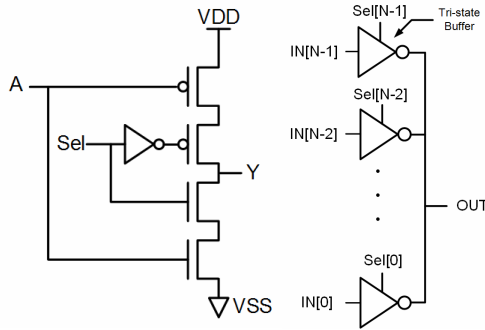 VDD
A
Sel
Y
VSS
Sel[N-1]
Tri-state
Buffer
IN[N-1]
Sel[N-2]
IN[N-2]
OUT
Sel[0]
IN[0]